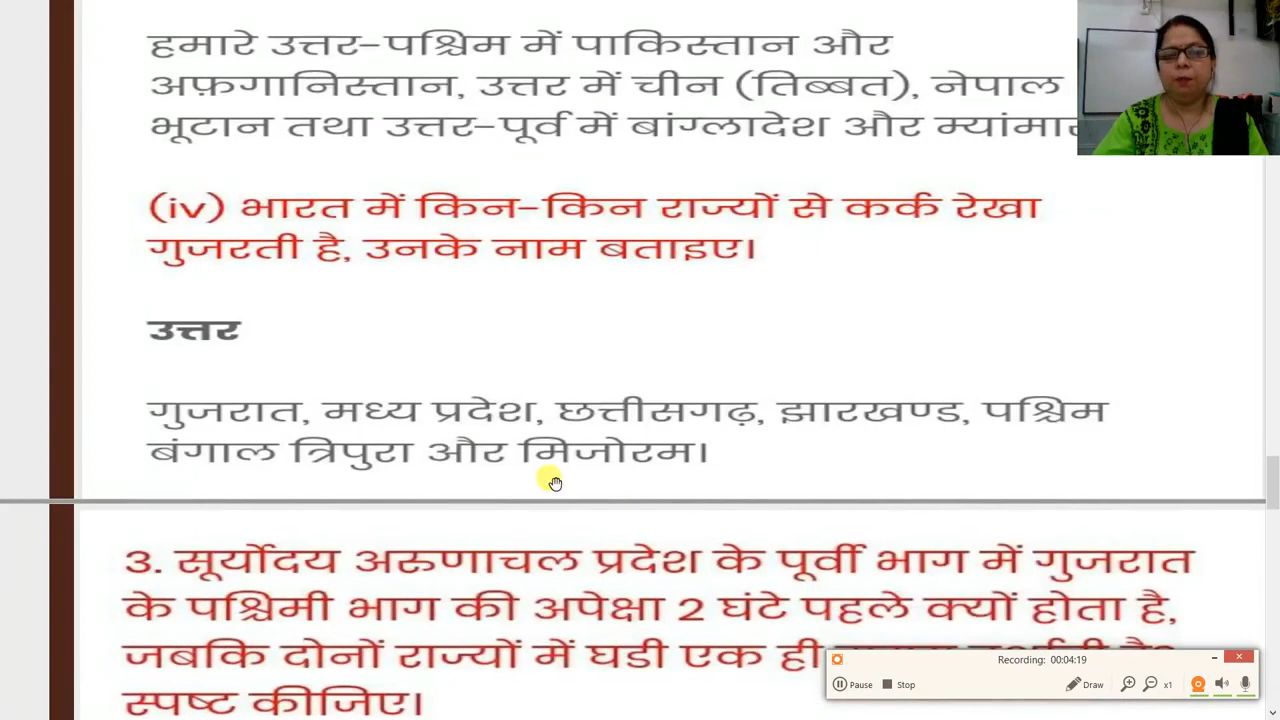 हमारे उत्तर-पश्चिम में पाकिस्तान और
अफ़गानिस्तान, उत्तर में चीन (तिब्बत), नेपाल
भूटान तथा उत्तर-पूर्व में बांग्लादेश और
(iv) भारत में किन-किन राज्यों से कर्क रेखा
गुजरती है, उनके नाम बताइए।
उत्तर
गुजरात, मध्य प्रदेश, छत्तीसगढ़, झारखण्ड, पश्चिम
बंगाल त्रिपुरा और मिजोरम।
3. सूर्योदय अरुणाचल प्रदेश के पूर्वी भाग में गुजरात
के पश्चिमी भाग की अपेक्षा 2 घंटे पहले क्यों होता है,
जबकि दोनों राज्यों में घडी एक ही
स्पष्ट कीजिए।
Recording: 00:04:19
Pause Stop Draw x1